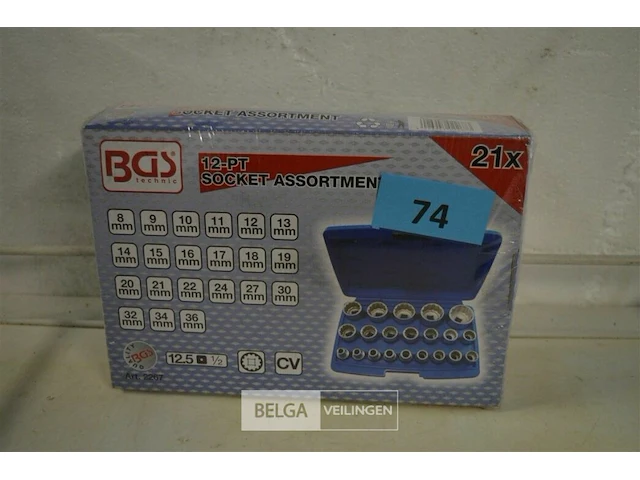 SOCKET ASSORTMENT
BGS
technic
12-PT
SOCKET ASSORTMEN
21x
74
8 mm 9 mm 10 mm 11 mm 12 mm 13 mm
14 mm 15 mm 16 mm 17 mm 18 mm 19 mm
20 mm 21 mm 22 mm 24 mm 27 mm 30 mm
32 mm 34 mm 36 mm
BGS
12.5 1/2 CV
Art. 2267
BELGA VEILINGEN